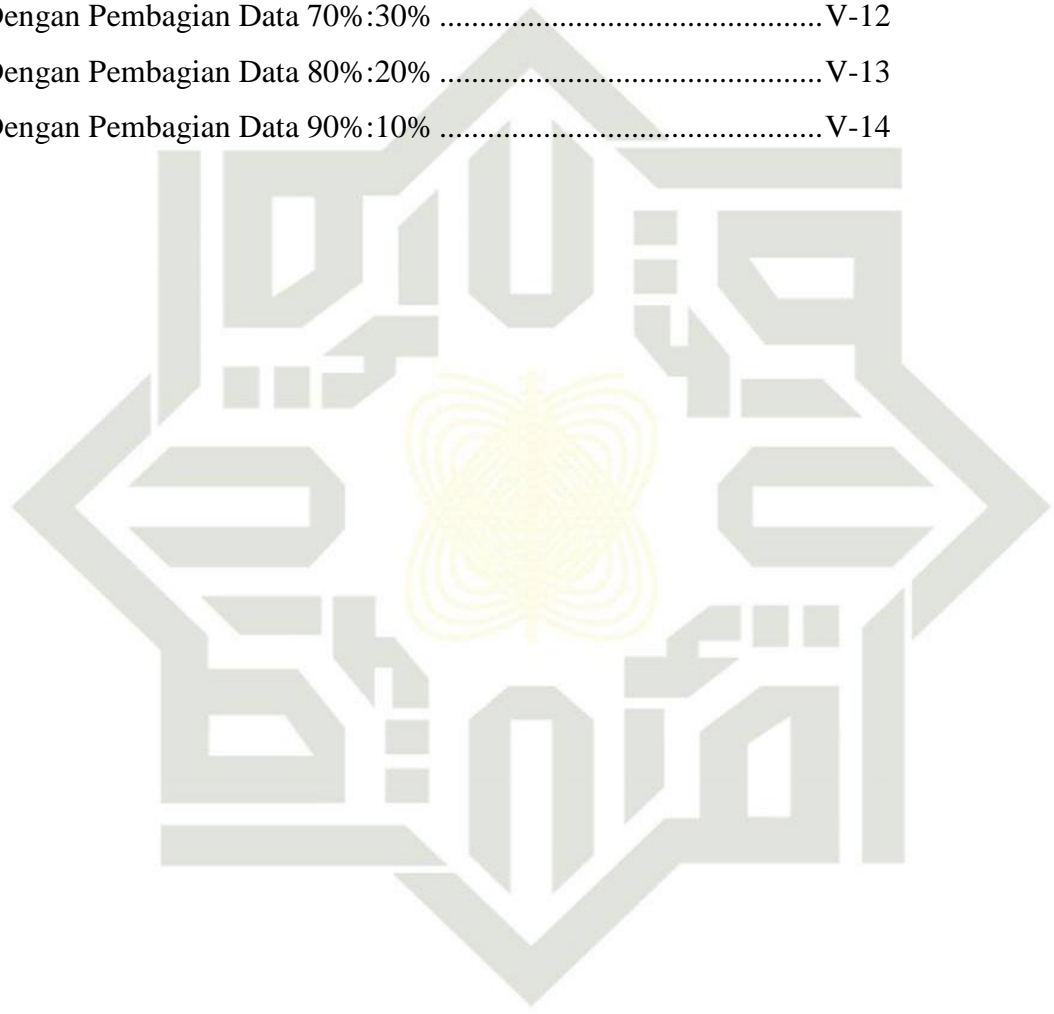 Dengan Pembagian Data 70%:30% ................................................ V-12
Dengan Pembagian Data 80%:20% ................................................ V-13
Dengan Pembagian Data 90%:10% ................................................ V-14